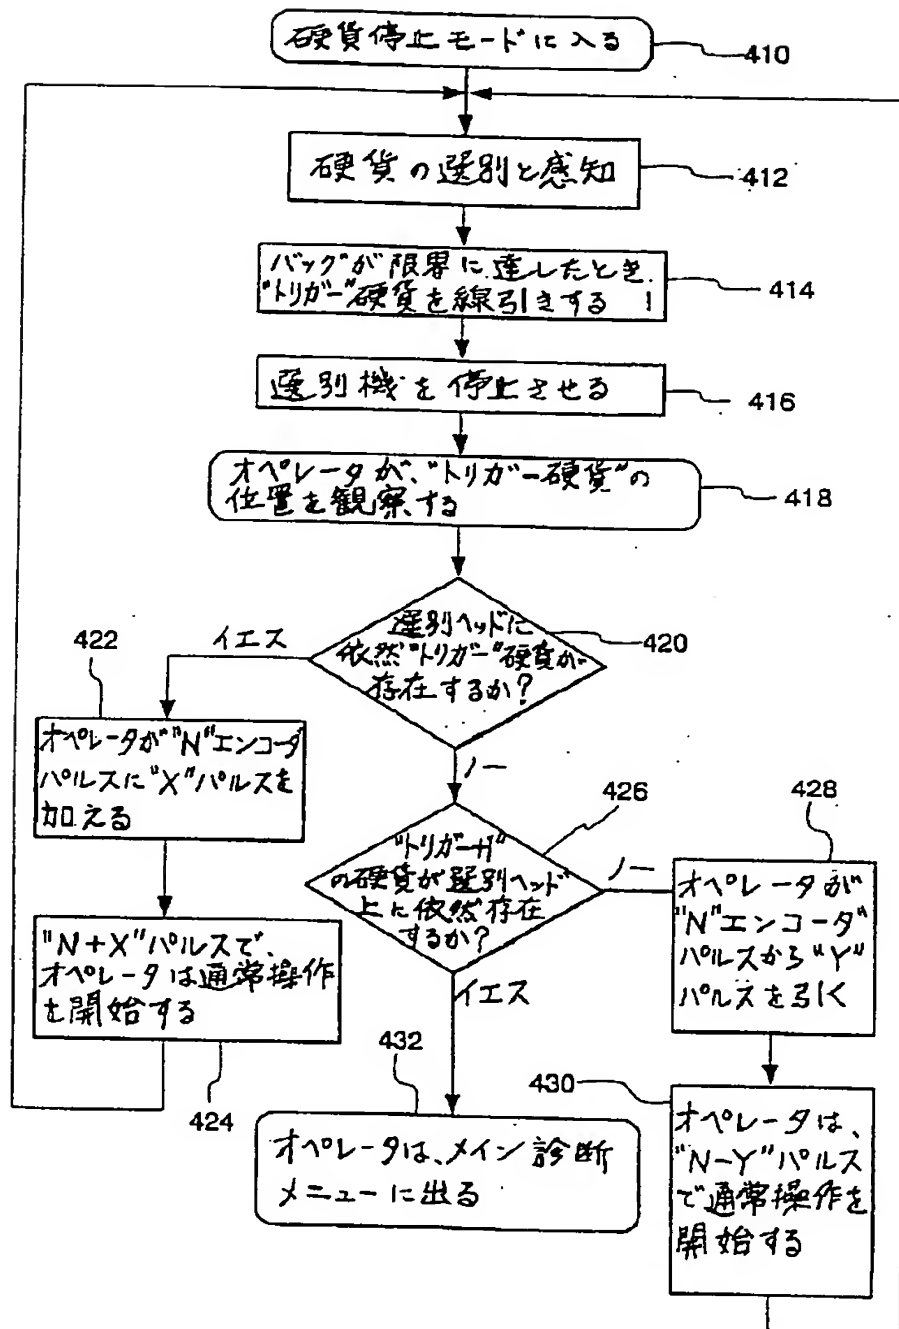 硬貨停止モードに入る
410
硬貨の選別と感知
412
バッグが限界に達したとき
"トリガー"硬貨を線引きする
414
選別機を停止させる
416
オペレータが、"トリガー硬貨"の
位置を観察する
418
選別ヘッドに
依然"トリガー"硬貨が
存在するか?
420
イエス
ノー
422
オペレータが"N"エンコーダ
パルスに"X"パルスを
加える
"N+X"パルスで、
オペレータは通常操作
を開始する
424
426
"トリガー+1"
の硬貨が選別ヘッド
上に依然存在
するか?
ノー
イエス
428
オペレータが
"N"エンコーダ
パルスから"Y"
パルスを引く
430
オペレータは、
"N-Y"パルス
で通常操作を
開始する
432
オペレータは、メイン診断
メニューに出る